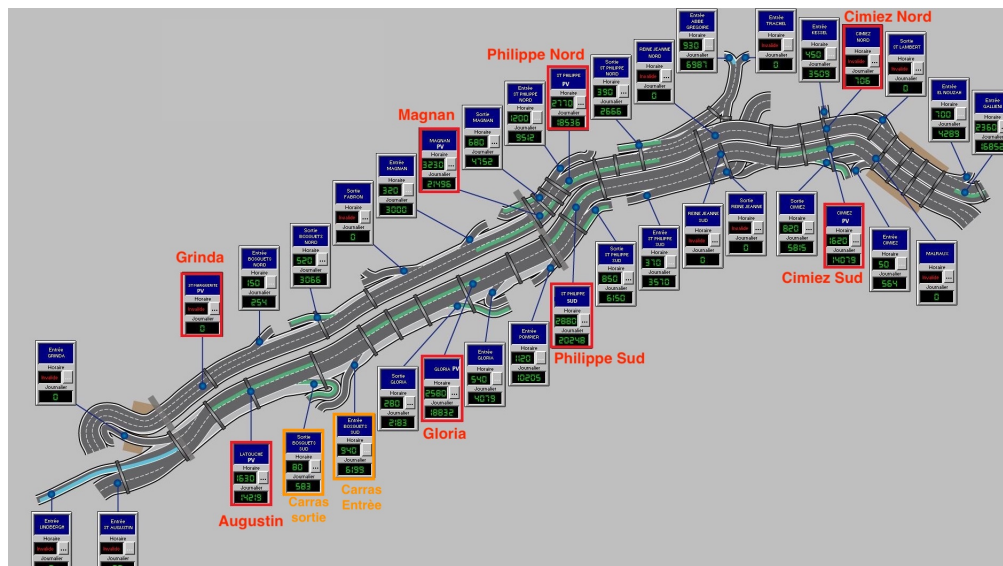 Cimiez Nord
Entrée
ABBE
GREGOIRE
Horaire
930
Journalier
6987
Entrée
TRACHEL
Horaire
Invalide
Journalier
0
Entrée
KESSEL
Horaire
450
Journalier
3509
CIMIEZ
NORD
Horaire
Invalide
Journalier
706
Sortie
ST LAMBERT
Horaire
Invalide
Journalier
0
Philippe Nord
REINE JEANNE
NORD
Horaire
Invalide
Journalier
0
Sortie
ST PHILIPPE
NORD
Horaire
390
Journalier
2666
ST PHILIPPE
PV
Horaire
2770
Journalier
18536
Entrée
ST PHILIPPE
NORD
Horaire
1200
Journalier
9512
Entrée
EL NOUZAH
Horaire
700
Journalier
4289
Entrée
GALLIENI
Horaire
2360
Journalier
16852
Magnan
Sortie
MAGNAN
Horaire
680
Journalier
4752
MAGNAN
PV
Horaire
3230
Journalier
21496
Entrée
MAGNAN
Horaire
320
Journalier
3000
Sortie
FABRON
Horaire
Invalide
Journalier
0
Sortie
BOSQUETS
NORD
Horaire
520
Journalier
3066
Entrée
BOSQUETS
NORD
Horaire
150
Journalier
254
Grinda
ST MARGUERITE
PV
Horaire
Invalide
Journalier
0
Entrée
GRINDA
Horaire
Invalide
Journalier
0
REINE JEANNE
SUD
Horaire
Invalide
Journalier
0
Sortie
REINE JEANNE
Horaire
Invalide
Journalier
0
Sortie
CIMIEZ
Horaire
820
Journalier
5815
CIMIEZ
PV
Horaire
1620
Journalier
14079
Cimiez Sud
Entrée
CIMIEZ
Horaire
50
Journalier
564
MALRAUX
Horaire
Invalide
Journalier
0
Entrée
ST PHILIPPE
SUD
Horaire
370
Journalier
3570
Sortie
ST PHILIPPE
SUD
Horaire
850
Journalier
6150
ST PHILIPPE
SUD
Horaire
2880
Journalier
20248
Philippe Sud
Entrée
POMPIER
Horaire
1120
Journalier
10205
Entrée
GLORIA
Horaire
540
Journalier
4079
GLORIA PV
Horaire
2580
Journalier
18832
Gloria
Sortie
GLORIA
Horaire
280
Journalier
2183
Entrée
BOSQUETS
SUD
Horaire
940
Journalier
6199
Carras
Entrée
Sortie
BOSQUETS
SUD
Horaire
80
Journalier
583
Carras
sortie
LATOUCHE
PV
Horaire
1630
Journalier
14219
Augustin
Entrée
LINDBERGH
Horaire
Invalide
Journalier
Entrée
ST AUGUSTIN
Horaire
Invalide
Journalier